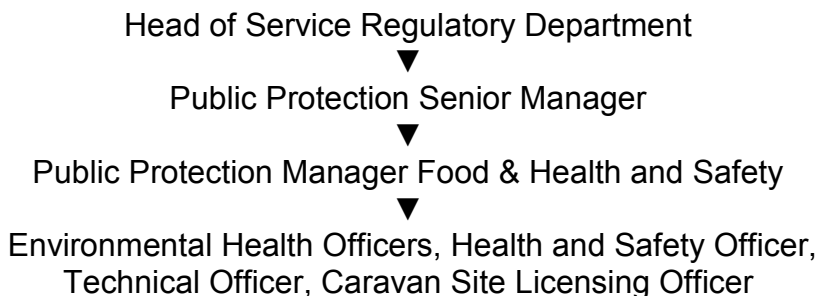 Head of Service Regulatory Department
▼
Public Protection Senior Manager
▼
Public Protection Manager Food & Health and Safety
▼
Environmental Health Officers, Health and Safety Officer,
Technical Officer, Caravan Site Licensing Officer